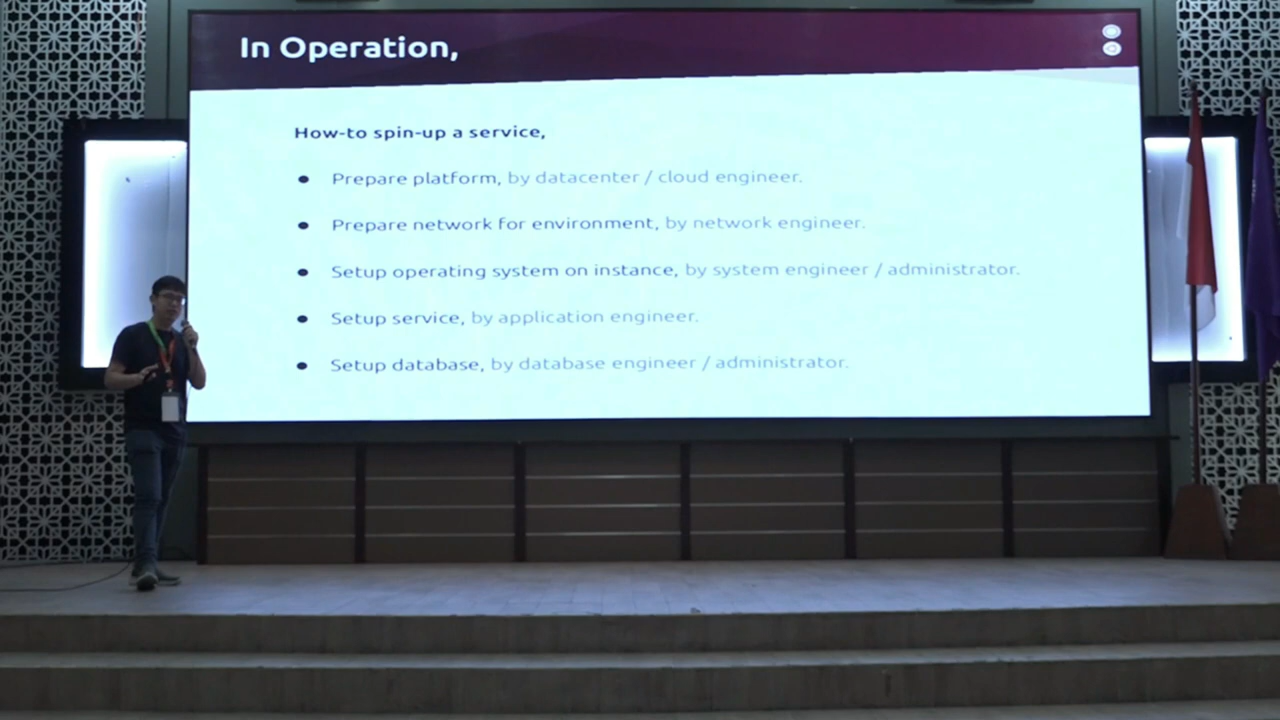 In Operation,
How-to spin-up a service,
● Prepare platform, by datacenter / cloud engineer.
● Prepare network for environment, by network engineer.
● Setup operating system on instance, by system engineer / administrator.
● Setup service, by application engineer.
● Setup database, by database engineer / administrator.